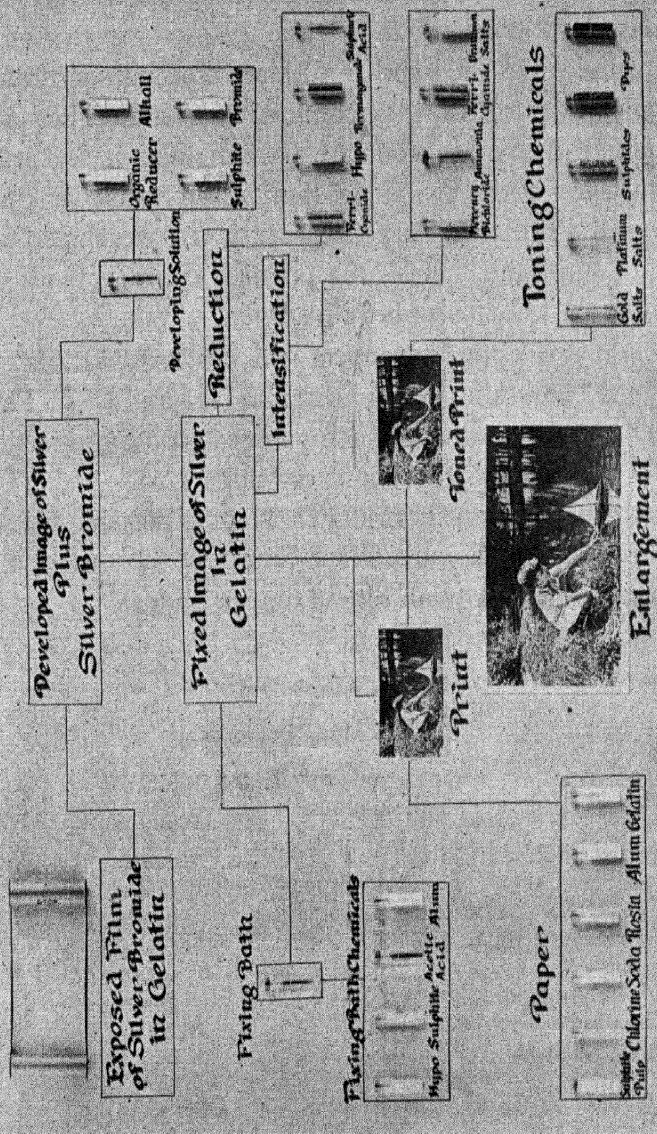 Exposed Film
of Silver Bromide
in Gelatin
Developed Image of Silver
Plus
Silver Bromide
Developing Solution
Organic
Reducer
Alkali
Sulphite
Bromide
Fixing Bath
Fixing Bath Chemicals
Hypo
Sulphite
Acetic
Acid
Alum
Fixed Image of Silver
In
Gelatin
Reduction
Ferri-
Cyanide
Hypo
Permanganate
Sulphuric
Acid
Intensification
Mercury
Bichloride
Ammonia
Ferri-
Cyanide
Uranium
Salts
Print
Toned Print
Enlargement
Paper
Sulphite
Pulp
Chlorine
Soda
Rosin
Alum
Gelatin
Toning Chemicals
Gold
Salts
Platinum
Salts
Sulphides
Dyes